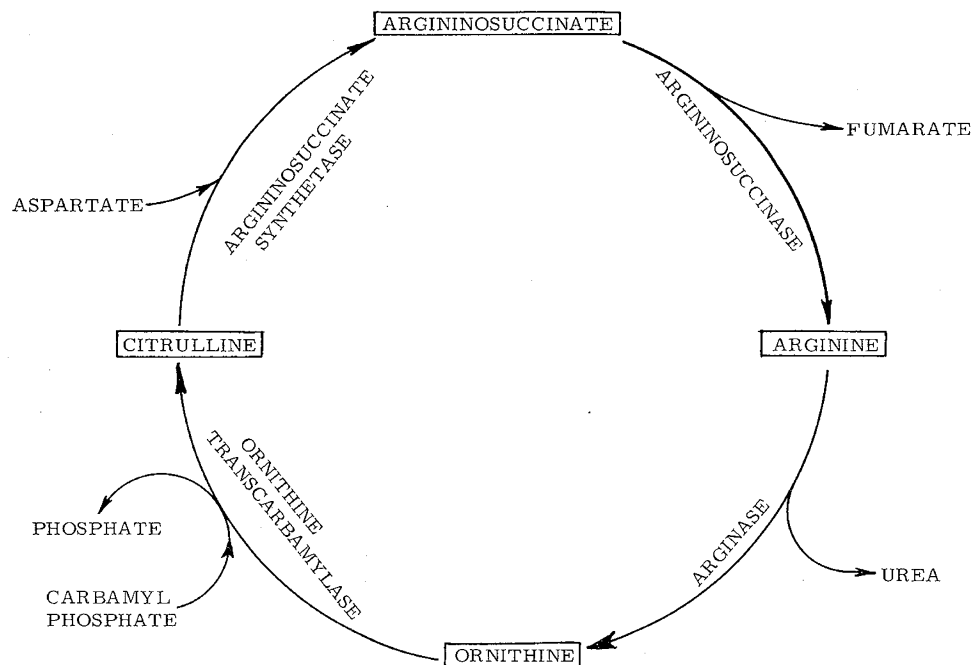 ARGININOSUCCINATE
ARGININOSUCCINASE
FUMARATE
ARGININOSUCCINATE
SYNTHETASE
ASPARTATE
CITRULLINE
ARGININE
ORNITHINE
TRANSCARBAMYLASE
PHOSPHATE
CARBAMYL
PHOSPHATE
ARGINASE
UREA
ORNITHINE